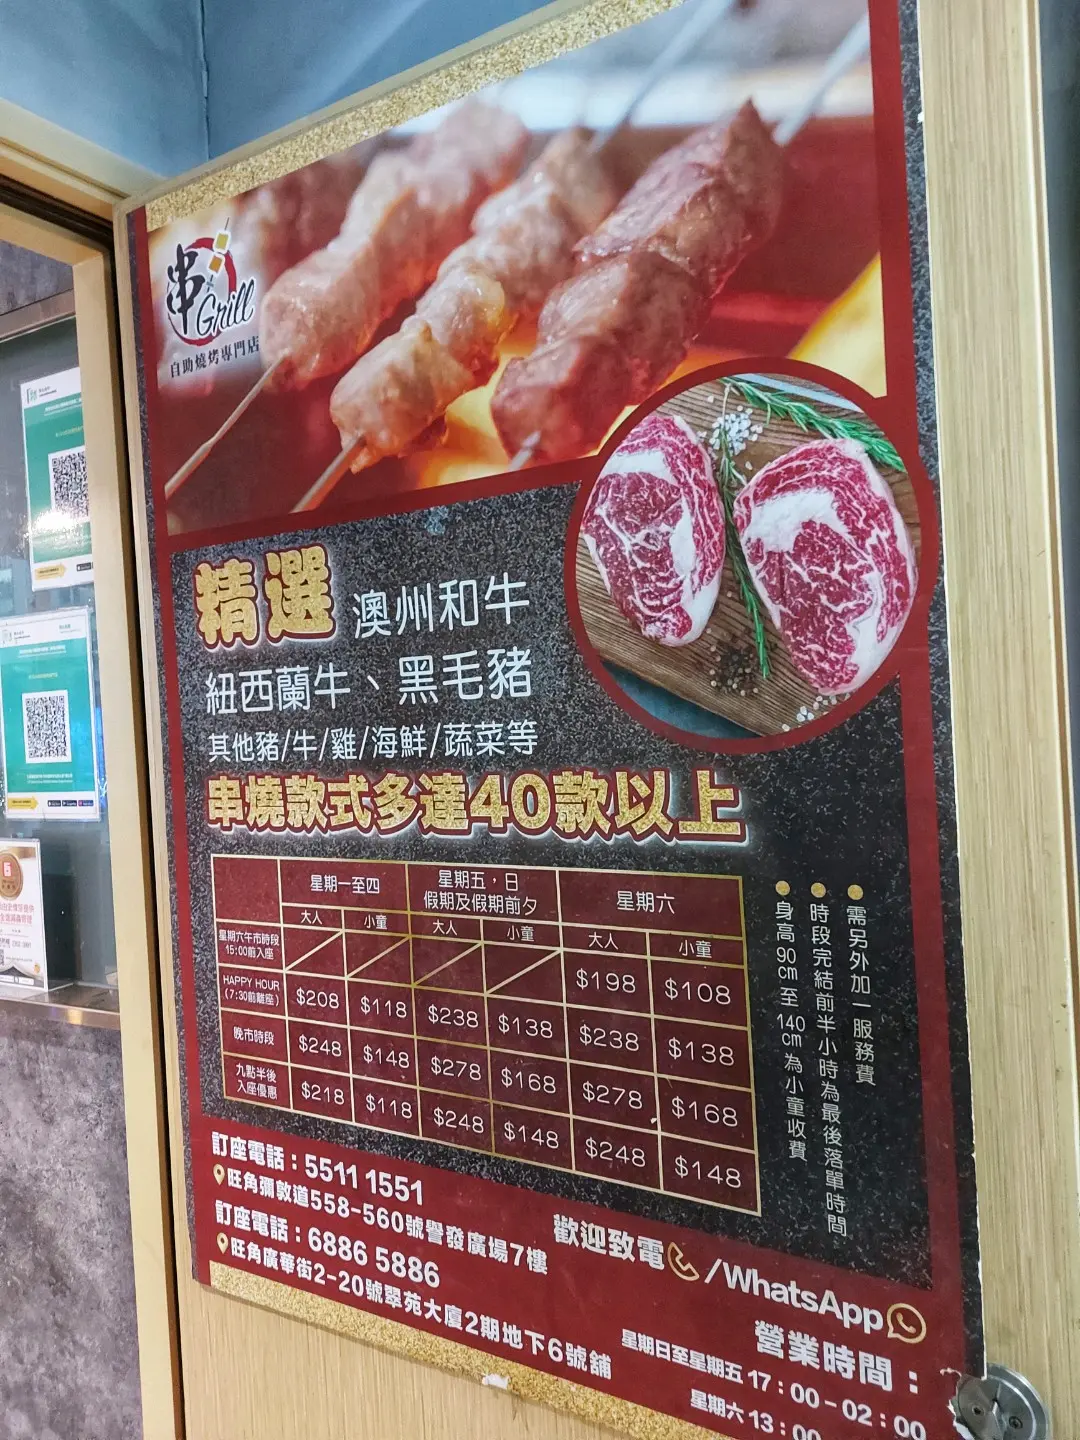 串
Grill
自助燒烤專門店
精選 澳州和牛
紐西蘭牛、黑毛豬
其他豬/牛/雞/海鮮/蔬菜等
串燒款式多達40款以上
星期一至四 星期五，日 假期及假期前夕 星期六
大人 小童 大人 小童 大人 小童
星期六午市時段 15:00前入座 $198 $108
HAPPY HOUR (7:30前離座) $208 $118 $238 $138 $238 $138
晚市時段 $248 $148 $278 $168 $278 $168
九點半後 入座優惠 $218 $118 $248 $148 $248 $148
需另外加一服務費
時段完結前半小時為最後落單時間
身高90cm至140cm為小童收費
訂座電話：5511 1551
旺角彌敦道558-560號譽發廣場7樓
訂座電話：6886 5886
旺角廣華街2-20號翠苑大廈2期地下6號舖
歡迎致電/WhatsApp
營業時間：
星期日至星期五 17：00-02：00
星期六 13：00